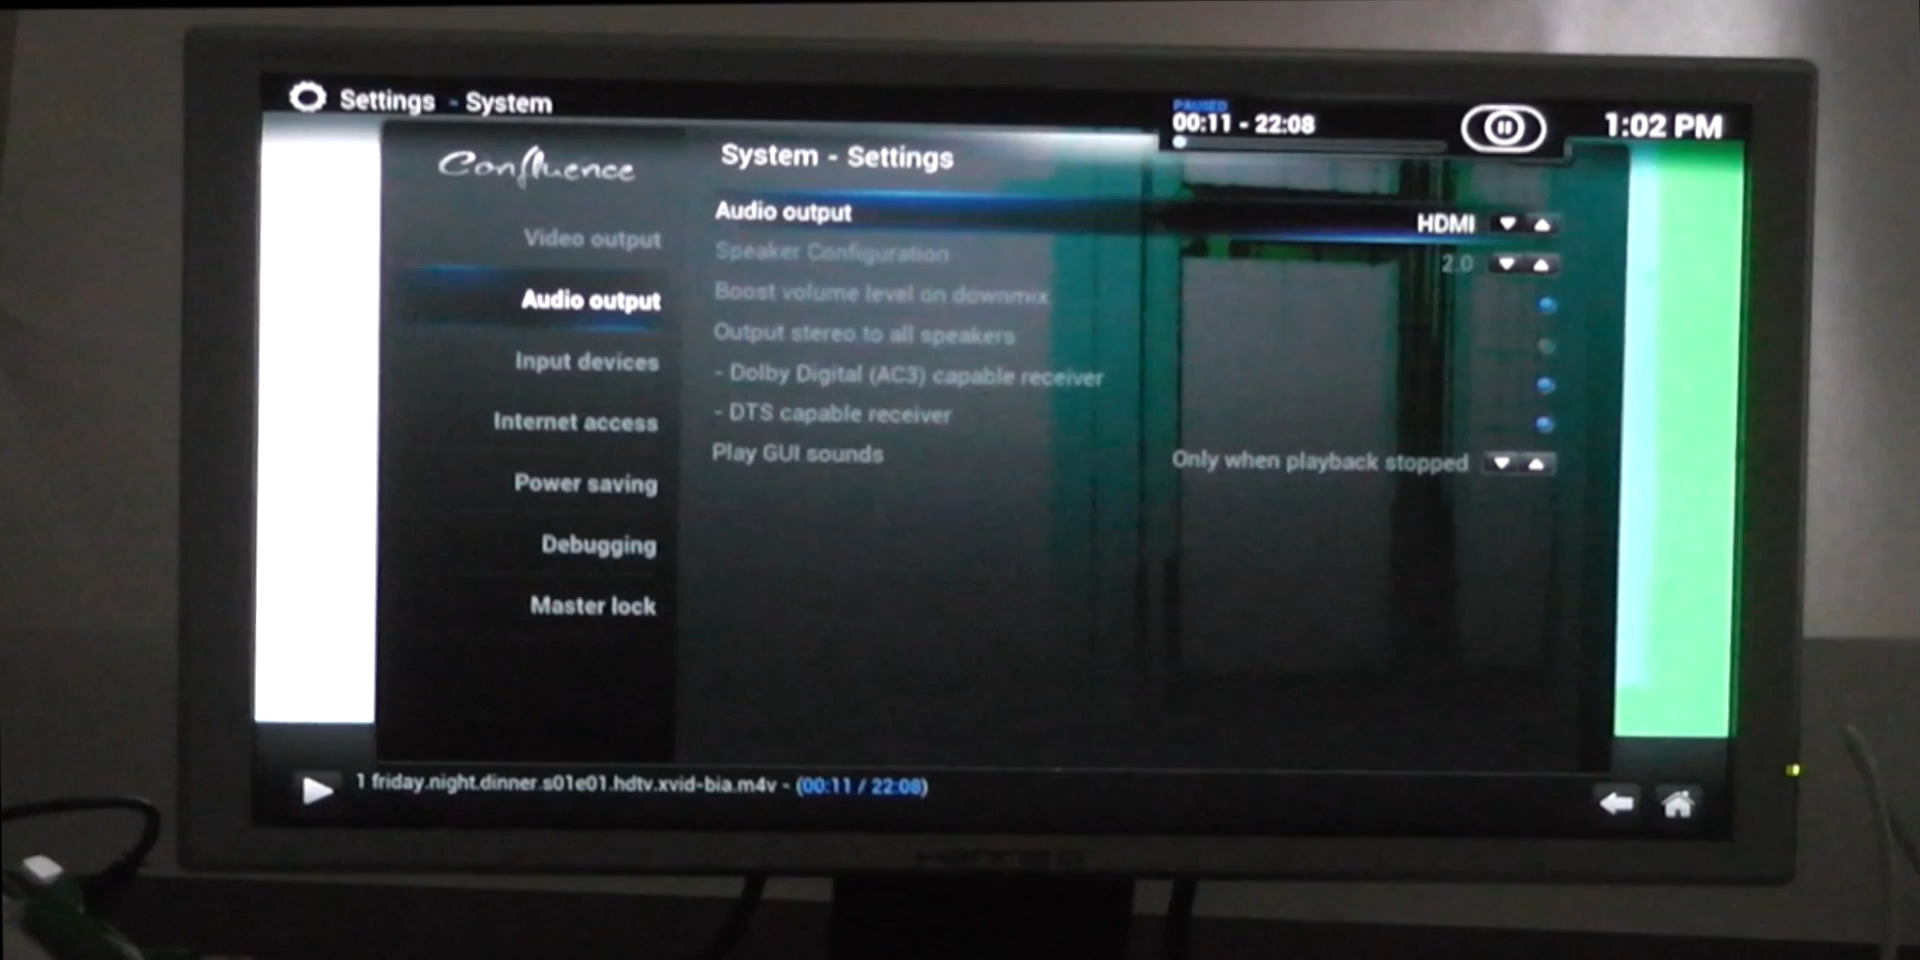 Settings - System
PAUSED
00:11 - 22:08
1:02 PM
Confluence
System - Settings
Video output
Audio output
Input devices
Internet access
Power saving
Debugging
Master lock
Audio output HDMI
Speaker Configuration 2.0
Boost volume level on downmix
Output stereo to all speakers
- Dolby Digital (AC3) capable receiver
- DTS capable receiver
Play GUI sounds Only when playback stopped
1 friday.night.dinner.s01e01.hdtv.xvid-bia.m4v - (00:11 / 22:08)